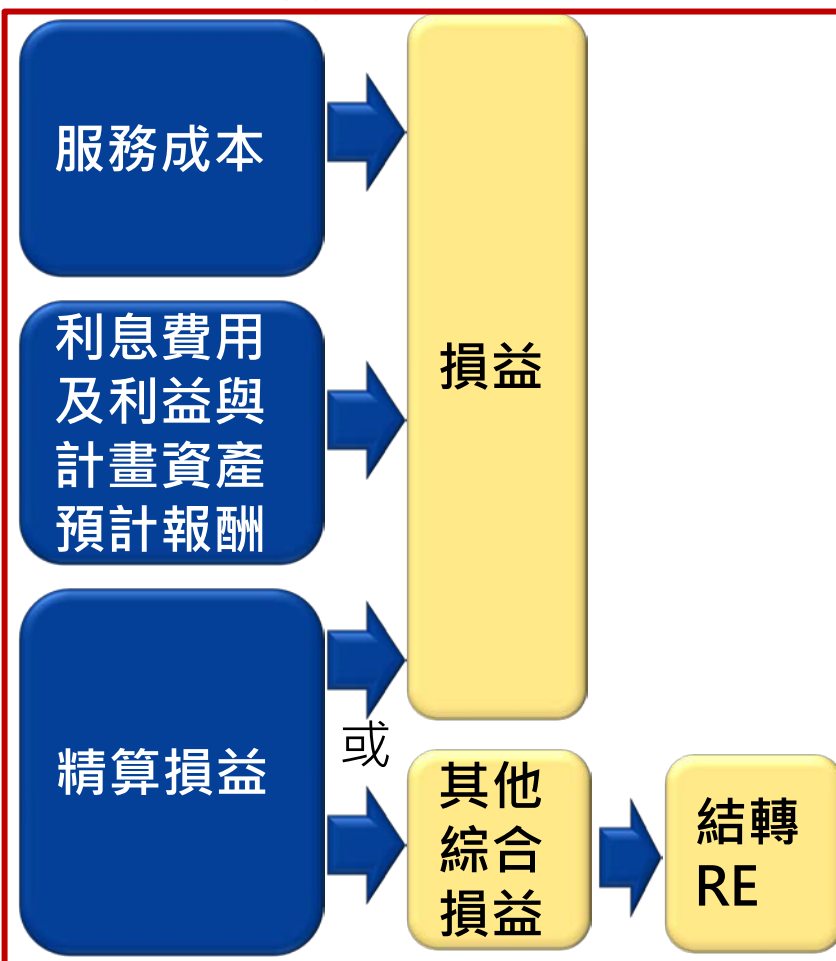 服務成本
利息費用
及利益與
計畫資產
預計報酬
損益
精算損益
或
其他
綜合
損益
結轉
RE